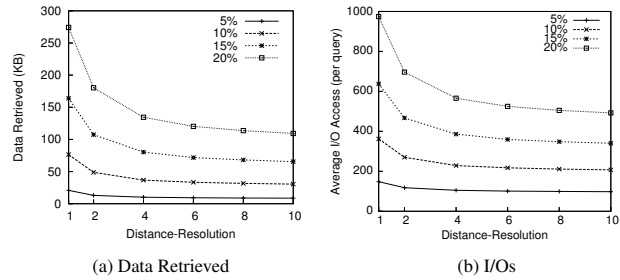 300
250
200
150
100
50
0
Data Retrieved (KB)
5%
10%
15%
20%
1 2 4 6 8 10
Distance-Resolution
(a) Data Retrieved
1000
800
600
400
200
0
Average I/O Access (per query)
5%
10%
15%
20%
1 2 4 6 8 10
Distance-Resolution
(b) I/Os